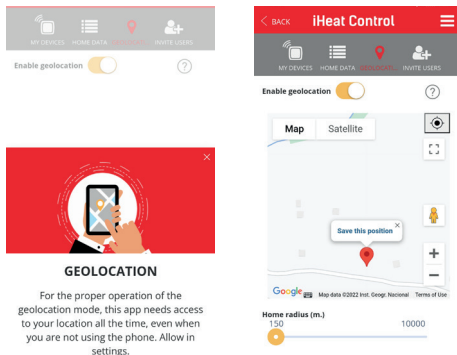 MY DEVICES HOME DATA GEOLOCATI... INVITE USERS
Enable geolocation
?
GEOLOCATION
For the proper operation of the
geolocation mode, this app needs access
to your location all the time, even when
you are not using the phone. Allow in
settings.
< BACK iHeat Control
MY DEVICES HOME DATA GEOLOCATI... INVITE USERS
Enable geolocation
?
Map Satellite
Save this position
Google Map data ©2022 Inst. Geogr. Nacional Terms of Use
Home radius (m.)
150 10000